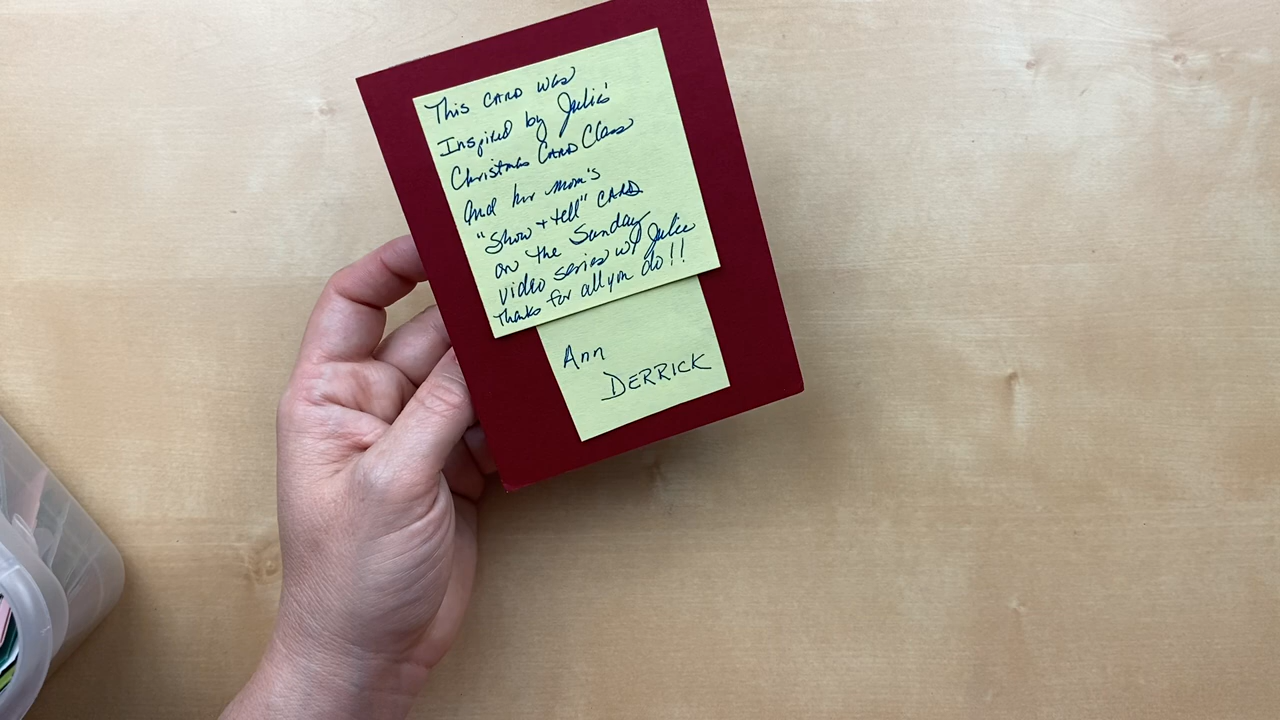 This CARD was
Inspired by Julie's
Christmas CARD Class
and her mom's
"Show + tell" CARD
on the Sunday
video series w/ Julie
Thanks for all you do!!
Ann
DERRICK